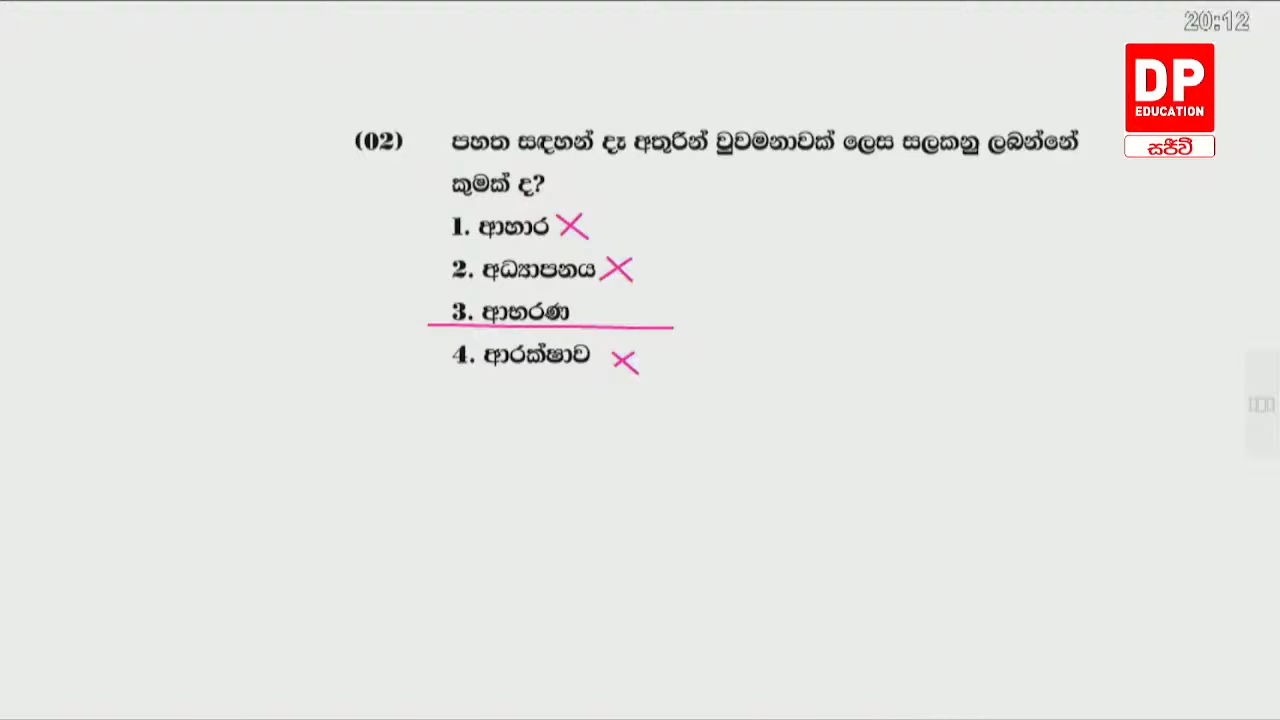 20:12
DP
EDUCATION
සජීවී
(02) පහත සඳහන් දෑ අතුරින් වුවමනාවක් ලෙස සලකනු ලබන්නේ
කුමක් ද?
1. ආහාර
2. අධ්‍යාපනය
3. ආභරණ
4. ආරක්ෂාව